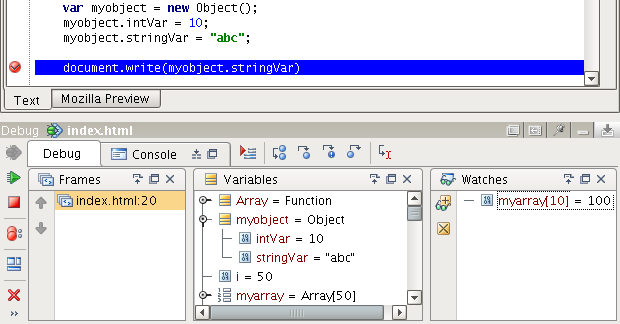 var myobject = new Object();
myobject.intVar = 10;
myobject.stringVar = "abc";
document.write(myobject.stringVar)
Text
Mozilla Preview
Debug index.html
Debug
Console
Frames
Variables
Watches
index.html:20
Array = Function
myobject = Object
intVar = 10
stringVar = "abc"
i = 50
myarray = Array[50]
myarray[10] = 100